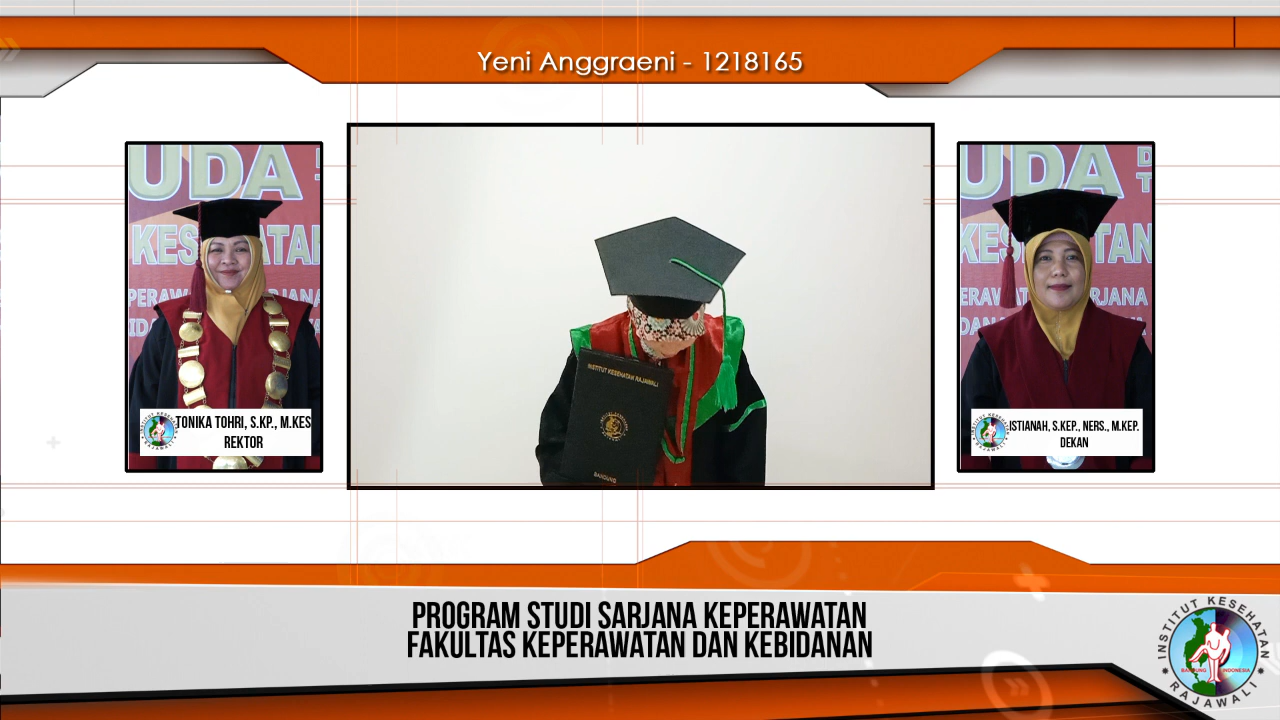 Yeni Anggraeni - 1218165
UDA
KESEHATAN
TONIKA TOHRI, S.KP., M.KES
REKTOR
INSTITUT KESEHATAN RAJAWALI
BANDUNG
UDA
ISTIANAH, S.KEP., NERS., M.KEP.
DEKAN
PROGRAM STUDI SARJANA KEPERAWATAN
FAKULTAS KEPERAWATAN DAN KEBIDANAN
INSTITUT KESEHATAN
BANDUNG INDONESIA
RAJAWALI